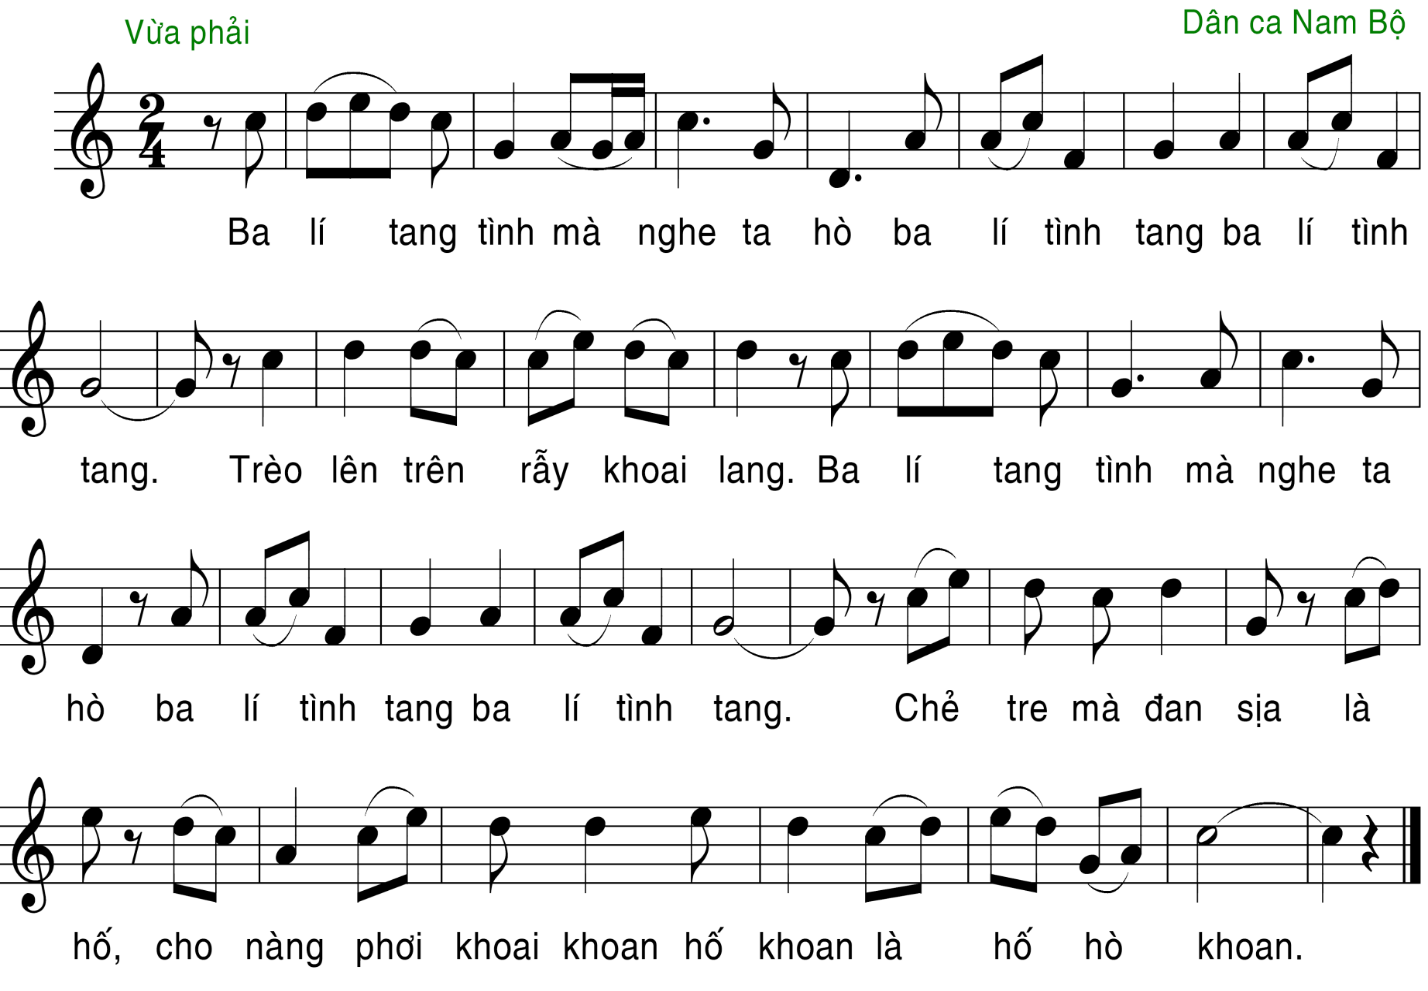 Vừa phải
Dân ca Nam Bộ
2
4
Ba lí tang tình mà nghe ta hò ba lí tình tang ba lí tình
tang. Trèo lên trên rẫy khoai lang. Ba lí tang tình mà nghe ta
hò ba lí tình tang ba lí tình tang. Chẻ tre mà đan sịa là
hố, cho nàng phơi khoai khoan hố khoan là hố hò khoan.